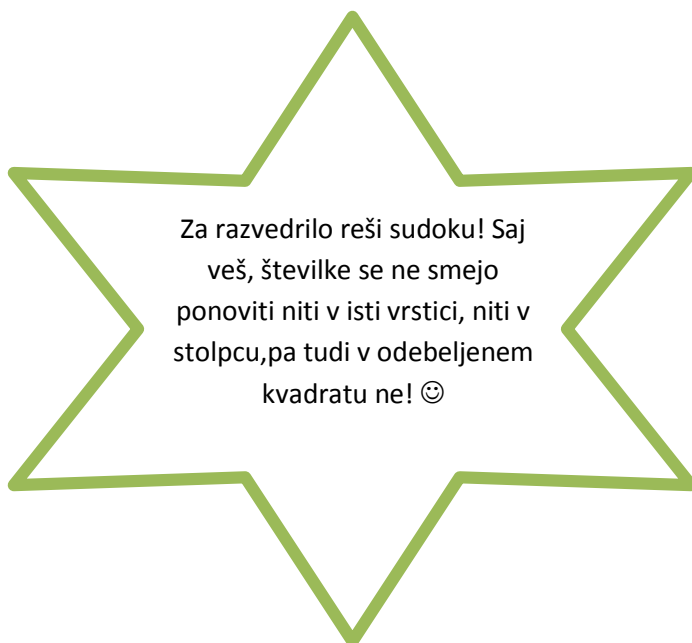 Za razvedrilo reši sudoku! Saj
veš, številke se ne smejo
ponoviti niti v isti vrstici, niti v
stolpcu,pa tudi v odebeljenem
kvadratu ne! ☺